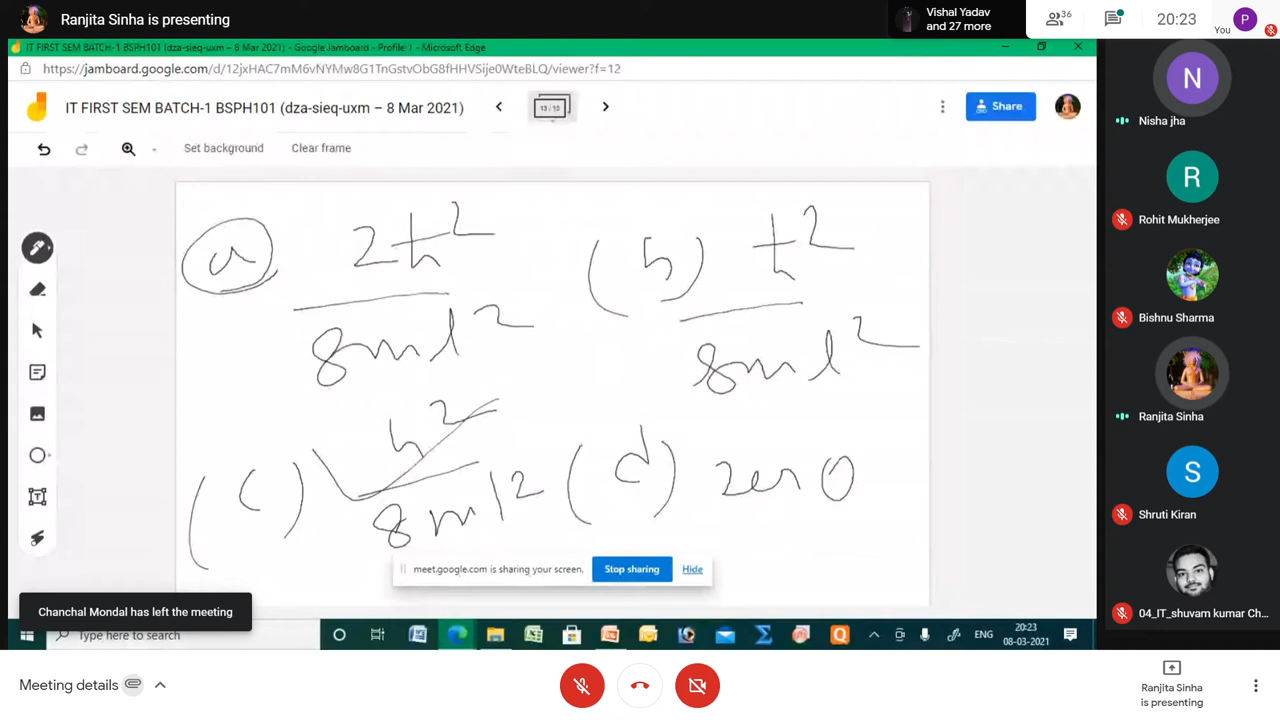 Ranjita Sinha is presenting
Vishal Yadav
and 27 more
36
20:23
You
P
IT FIRST SEM BATCH-1 BSPH101 (dza-sieq-uxm – 8 Mar 2021) - Google Jamboard - Profile 1 - Microsoft Edge
https://jamboard.google.com/d/12jxHAC7mM6vNYMw8G1TnGstvObG8fHHVSije0WteBLQ/viewer?f=12
IT FIRST SEM BATCH-1 BSPH101 (dza-sieq-uxm – 8 Mar 2021)
Share
Set background
Clear frame
a 2ħ²/8ml² (b) ħ²/8ml²
(c) h²/8ml² (d) zero
meet.google.com is sharing your screen.
Stop sharing
Hide
Chanchal Mondal has left the meeting
Type here to search
ENG
20:23
08-03-2021
N
Nisha jha
R
Rohit Mukherjee
Bishnu Sharma
Ranjita Sinha
S
Shruti Kiran
04_IT_shuvam kumar Ch...
Meeting details
Ranjita Sinha
is presenting